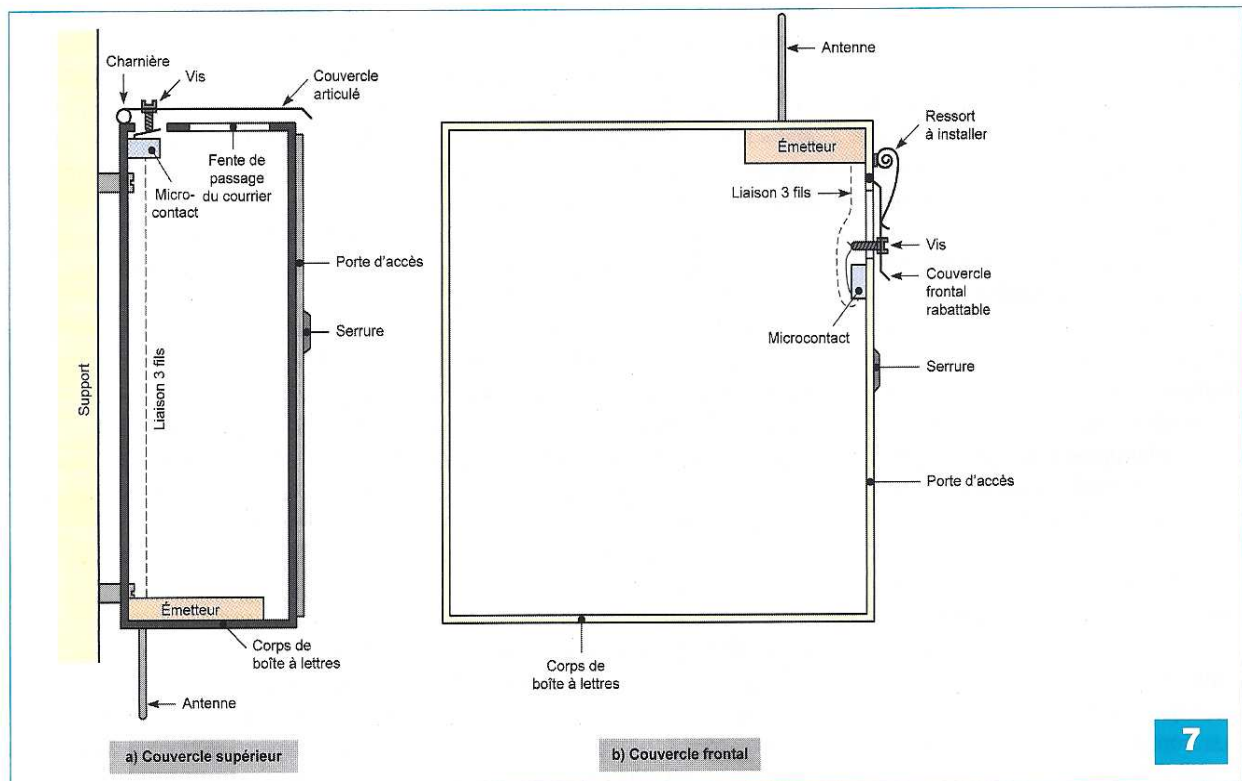 Charnière
Vis
Couvercle
articulé
Fente de
passage
du courrier
Micro-
contact
Support
Liaison 3 fils
Porte d'accès
Serrure
Émetteur
Corps de
boîte à lettres
Antenne
a) Couvercle supérieur
Antenne
Émetteur
Ressort
à installer
Liaison 3 fils
Vis
Couvercle
frontal
rabattable
Microcontact
Serrure
Porte d'accès
Corps de
boîte à lettres
b) Couvercle frontal
7